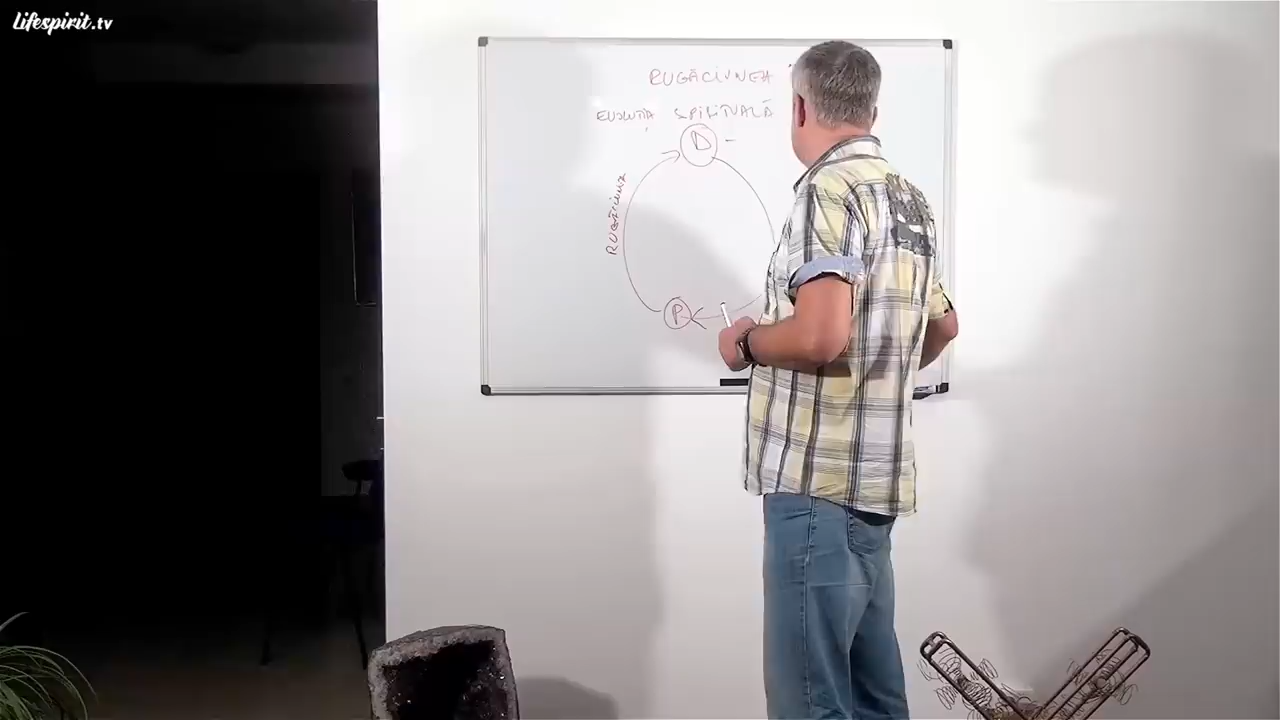 Lifespirit.tv
RUGĂCIUNEA
EVOLUȚIA SPIRITUALĂ
D -
RUGĂCIUNEA
P